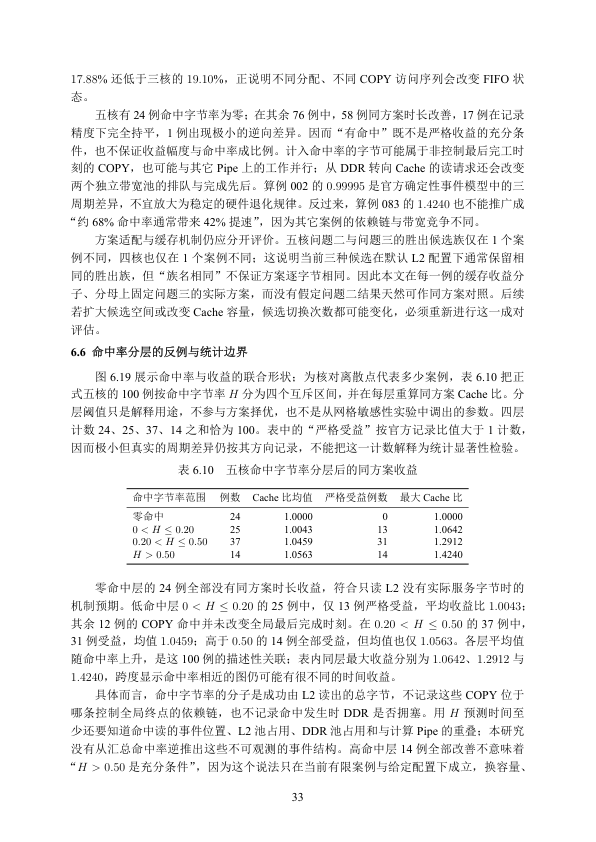 17.88% 还低于三核的 19.10%，正说明不同分配、不同 COPY 访问序列会改变 FIFO 状
态。
五核有 24 例命中字节率为零；在其余 76 例中，58 例同方案时长改善，17 例在记录
精度下完全持平，1 例出现极小的逆向差异。因而“有命中”既不是严格收益的充分条
件，也不保证收益幅度与命中率成比例。计入命中率的字节可能属于非控制最后完工时
刻的 COPY，也可能与其它 Pipe 上的工作并行；从 DDR 转向 Cache 的读请求还会改变
两个独立带宽池的排队与完成先后。算例 002 的 0.99995 是官方确定性事件模型中的三
周期差异，不宜放大为稳定的硬件退化规律。反过来，算例 083 的 1.4240 也不能推广成
“约 68% 命中率通常带来 42% 提速”，因为其它案例的依赖链与带宽竞争不同。
方案适配与缓存机制仍应分开评价。五核问题二与问题三的胜出候选族仅在 1 个案
例不同，四核也仅在 1 个案例不同；这说明当前三种候选在默认 L2 配置下通常保留相
同的胜出族，但“族名相同”不保证方案逐字节相同。因此本文在每一例的缓存收益分
子、分母上固定问题三的实际方案，而没有假定问题二结果天然可作同方案对照。后续
若扩大候选空间或改变 Cache 容量，候选切换次数都可能变化，必须重新进行这一成对
评估。
6.6 命中率分层的反例与统计边界
图 6.19 展示命中率与收益的联合形状；为核对离散点代表多少案例，表 6.10 把正
式五核的 100 例按命中字节率 H 分为四个互斥区间，并在每层重算同方案 Cache 比。分
层阈值只是解释用途，不参与方案择优，也不是从网格敏感性实验中调出的参数。四层
计数 24、25、37、14 之和恰为 100。表中的“严格受益”按官方记录比值大于 1 计数，
因而极小但真实的周期差异仍按其方向记录，不能把这一计数解释为统计显著性检验。
表 6.10 五核命中字节率分层后的同方案收益
命中字节率范围 例数 Cache 比均值 严格受益例数 最大 Cache 比
零命中 24 1.0000 0 1.0000
0 < H ≤ 0.20 25 1.0043 13 1.0642
0.20 < H ≤ 0.50 37 1.0459 31 1.2912
H > 0.50 14 1.0563 14 1.4240
零命中层的 24 例全部没有同方案时长收益，符合只读 L2 没有实际服务字节时的
机制预期。低命中层 0 < H ≤ 0.20 的 25 例中，仅 13 例严格受益，平均收益比 1.0043；
其余 12 例的 COPY 命中并未改变全局最后完成时刻。在 0.20 < H ≤ 0.50 的 37 例中，
31 例受益，均值 1.0459；高于 0.50 的 14 例全部受益，但均值也仅 1.0563。各层平均值
随命中率上升，是这 100 例的描述性关联；表内同层最大收益分别为 1.0642、1.2912 与
1.4240，跨度显示命中率相近的图仍可能有很不同的时间收益。
具体而言，命中字节率的分子是成功由 L2 读出的总字节，不记录这些 COPY 位于
哪条控制全局终点的依赖链，也不记录命中发生时 DDR 是否拥塞。用 H 预测时间至
少还要知道命中读的事件位置、L2 池占用、DDR 池占用和与计算 Pipe 的重叠；本研究
没有从汇总命中率逆推出这些不可观测的事件结构。高命中层 14 例全部改善不意味着
“H > 0.50 是充分条件”，因为这个说法只在当前有限案例与给定配置下成立，换容量、
33